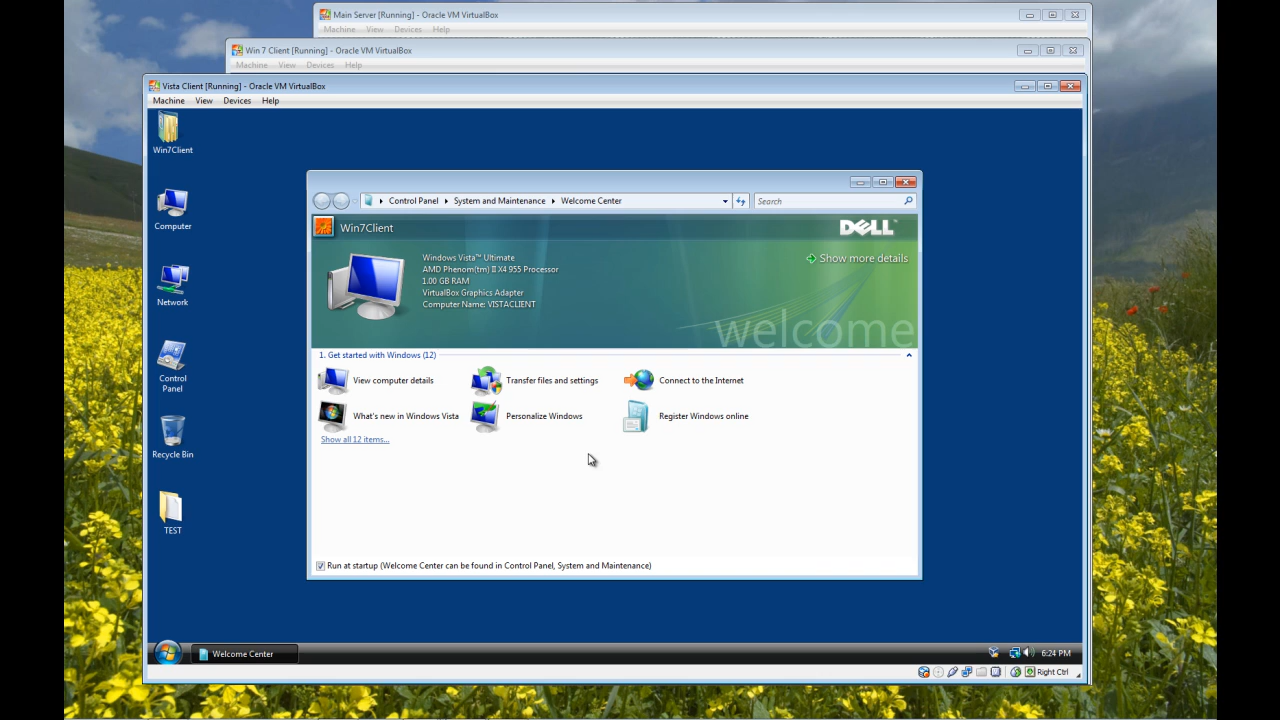 Main Server [Running] - Oracle VM VirtualBox
Machine View Devices Help
Win 7 Client [Running] - Oracle VM VirtualBox
Machine View Devices Help
Vista Client [Running] - Oracle VM VirtualBox
Machine View Devices Help
Win7Client
Computer
Network
Control
Panel
Recycle Bin
TEST
Control Panel System and Maintenance Welcome Center Search
Win7Client DELL™
Windows Vista™ Ultimate
Show more details
AMD Phenom(tm) II X4 955 Processor
1.00 GB RAM
VirtualBox Graphics Adapter
Computer Name: VISTACLIENT
welcome
1. Get started with Windows (12)
View computer details Transfer files and settings Connect to the Internet
What's new in Windows Vista Personalize Windows Register Windows online
Show all 12 items...
Run at startup (Welcome Center can be found in Control Panel, System and Maintenance)
Welcome Center 6:24 PM
Right Ctrl